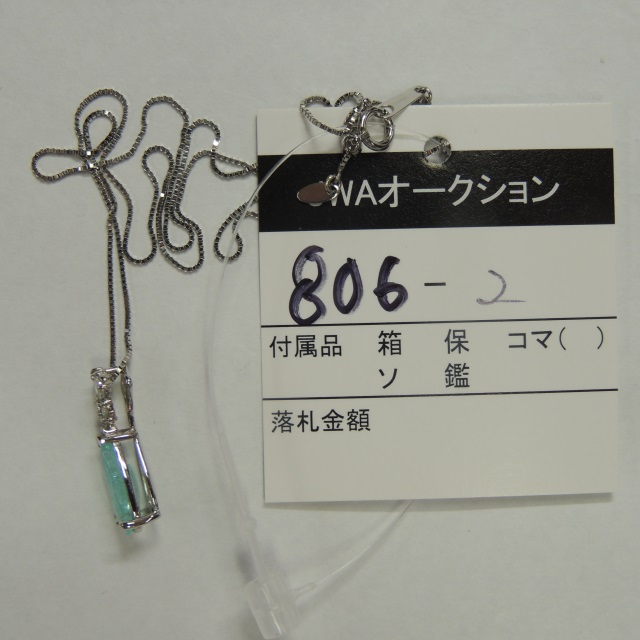 WAオークション
806-2
付属品 箱 保 コマ( )
ソ 鑑
落札金額